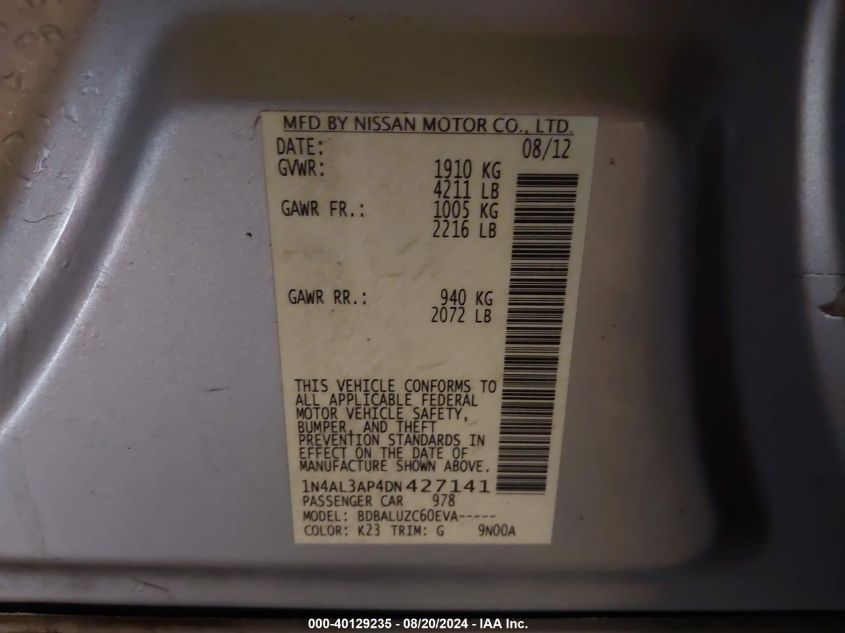 MFD BY NISSAN MOTOR CO., LTD.
DATE: 08/12
GVWR: 1910 KG
4211 LB
GAWR FR.: 1005 KG
2216 LB
GAWR RR.: 940 KG
2072 LB
THIS VEHICLE CONFORMS TO
ALL APPLICABLE FEDERAL
MOTOR VEHICLE SAFETY,
BUMPER, AND THEFT
PREVENTION STANDARDS IN
EFFECT ON THE DATE OF
MANUFACTURE SHOWN ABOVE.
1N4AL3AP4DN427141
PASSENGER CAR 978
MODEL: BDBALUZC60EVA-----
COLOR: K23 TRIM: G 9N00A
000-40129235 - 08/20/2024 - IAA Inc.